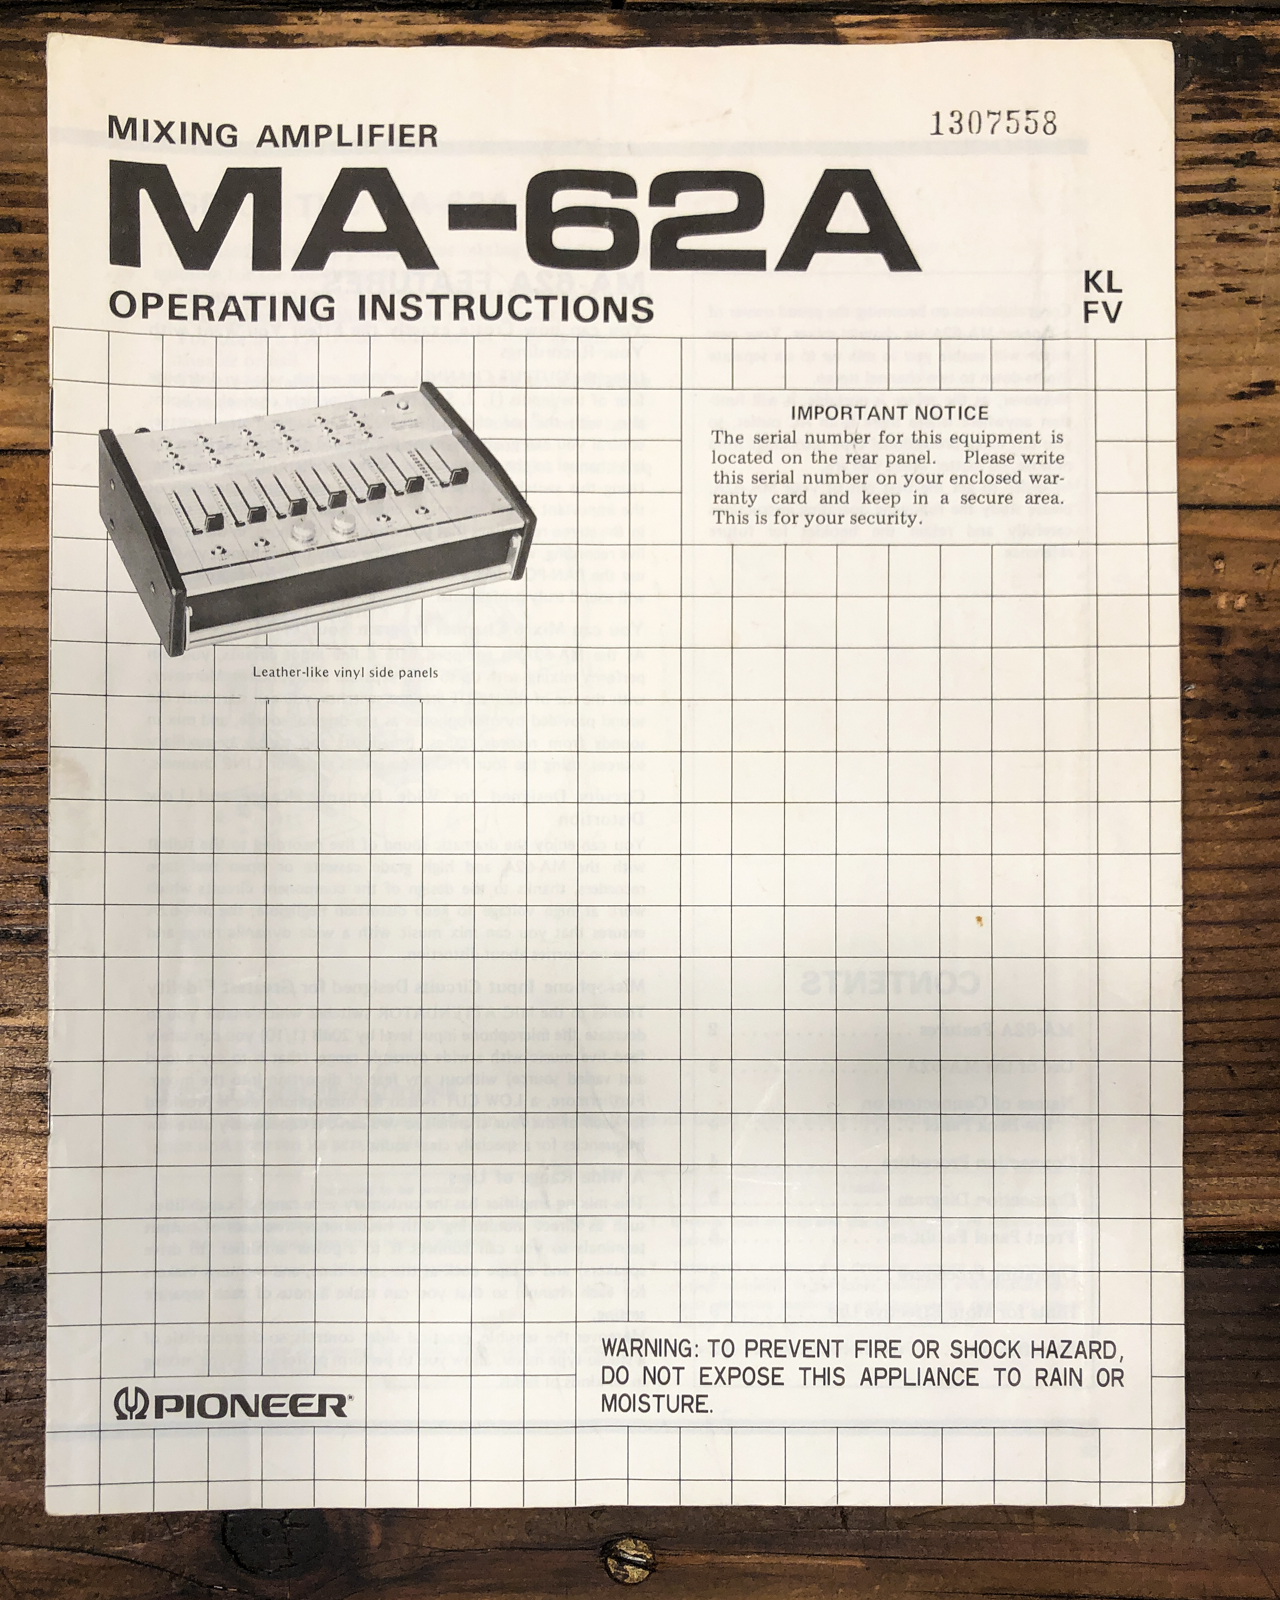 MIXING AMPLIFIER
1307558
MA-62A
OPERATING INSTRUCTIONS
KL
FV
IMPORTANT NOTICE
The serial number for this equipment is
located on the rear panel. Please write
this serial number on your enclosed war-
ranty card and keep in a secure area.
This is for your security.
Leather-like vinyl side panels
WARNING: TO PREVENT FIRE OR SHOCK HAZARD,
DO NOT EXPOSE THIS APPLIANCE TO RAIN OR
MOISTURE.
PIONEER®